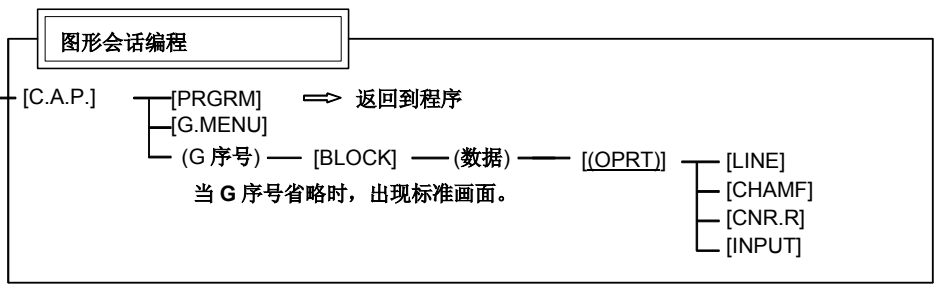 图形会话编程
[C.A.P.] [PRGRM] 返回到程序
[G.MENU]
(G 序号) [BLOCK] (数据) [(OPRT)] [LINE]
当 G 序号省略时，出现标准画面。 [CHAMF]
[CNR.R]
[INPUT]